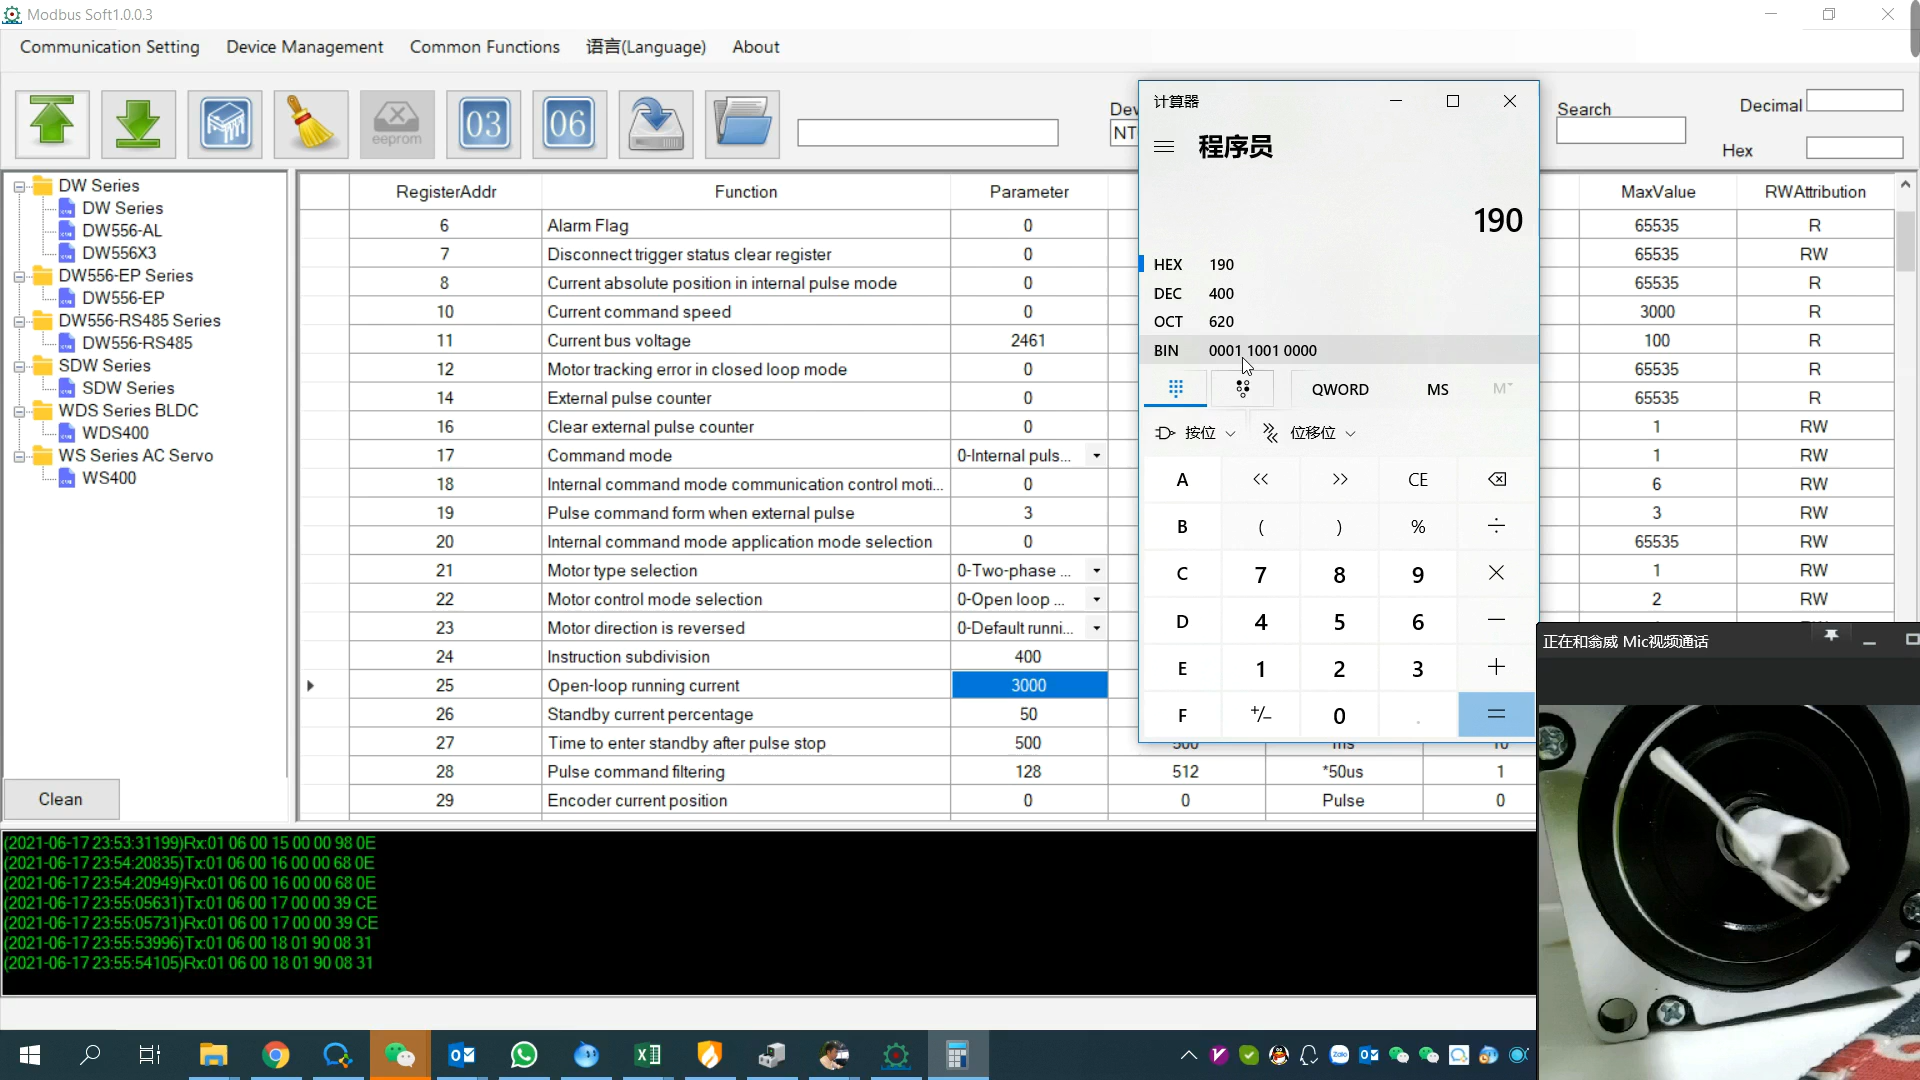 Modbus Soft1.0.0.3
Communication Setting Device Management Common Functions 语言(Language) About
eeprom 03 06
Dev
NT
Search
Decimal
Hex
DW Series
DW Series
DW556-AL
DW556X3
DW556-EP Series
DW556-EP
DW556-RS485 Series
DW556-RS485
SDW Series
SDW Series
WDS Series BLDC
WDS400
WS Series AC Servo
WS400
Clean
RegisterAddr Function Parameter MaxValue RWAttribution
6 Alarm Flag 0 65535 R
7 Disconnect trigger status clear register 0 65535 RW
8 Current absolute position in internal pulse mode 0 65535 R
10 Current command speed 0 3000 R
11 Current bus voltage 2461 100 R
12 Motor tracking error in closed loop mode 0 65535 R
14 External pulse counter 0 65535 R
16 Clear external pulse counter 0 1 RW
17 Command mode 0-Internal puls... 1 RW
18 Internal command mode communication control moti... 0 6 RW
19 Pulse command form when external pulse 3 3 RW
20 Internal command mode application mode selection 0 65535 RW
21 Motor type selection 0-Two-phase ... 1 RW
22 Motor control mode selection 0-Open loop ... 2 RW
23 Motor direction is reversed 0-Default runni...
24 Instruction subdivision 400
25 Open-loop running current 3000
26 Standby current percentage 50
27 Time to enter standby after pulse stop 500 500 ms 10
28 Pulse command filtering 128 512 *50us 1
29 Encoder current position 0 0 Pulse 0
计算器
程序员
190
HEX 190
DEC 400
OCT 620
BIN 0001 1001 0000
QWORD MS M
按位 位移位
A << >> CE
B ( ) % ÷
C 7 8 9 ×
D 4 5 6 −
E 1 2 3 +
F +/− 0 . =
正在和翁威 Mic视频通话
(2021-06-17 23:53:31199)Rx:01 06 00 15 00 00 98 0E
(2021-06-17 23:54:20835)Tx:01 06 00 16 00 00 68 0E
(2021-06-17 23:54:20949)Rx:01 06 00 16 00 00 68 0E
(2021-06-17 23:55:05631)Tx:01 06 00 17 00 00 39 CE
(2021-06-17 23:55:05731)Rx:01 06 00 17 00 00 39 CE
(2021-06-17 23:55:53996)Tx:01 06 00 18 01 90 08 31
(2021-06-17 23:55:54105)Rx:01 06 00 18 01 90 08 31